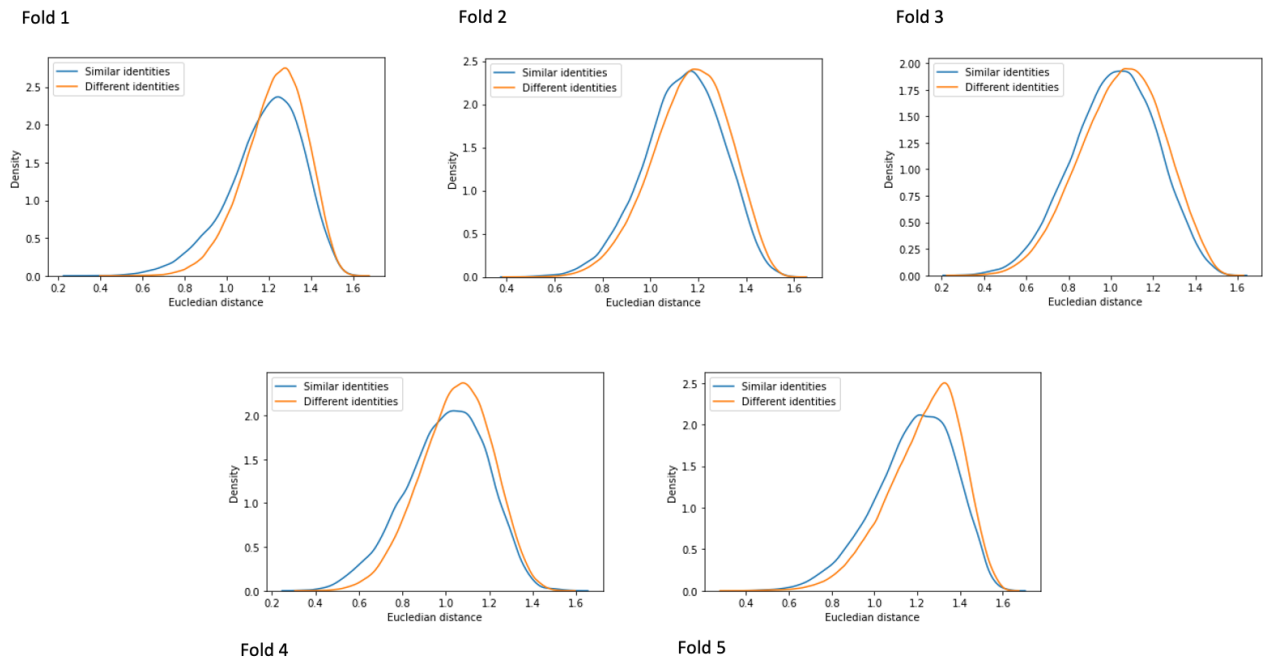 Fold 1
Fold 2
Fold 3
Similar identities
Different identities
2.5
2.0
1.5
1.0
0.5
0.0
Density
0.2 0.4 0.6 0.8 1.0 1.2 1.4 1.6
Eucledian distance
Similar identities
Different identities
2.5
2.0
1.5
1.0
0.5
0.0
Density
0.4 0.6 0.8 1.0 1.2 1.4 1.6
Eucledian distance
Similar identities
Different identities
2.00
1.75
1.50
1.25
1.00
0.75
0.50
0.25
0.00
Density
0.2 0.4 0.6 0.8 1.0 1.2 1.4 1.6
Eucledian distance
Similar identities
Different identities
2.0
1.5
1.0
0.5
0.0
Density
0.2 0.4 0.6 0.8 1.0 1.2 1.4 1.6
Eucledian distance
Similar identities
Different identities
2.5
2.0
1.5
1.0
0.5
0.0
Density
0.4 0.6 0.8 1.0 1.2 1.4 1.6
Eucledian distance
Fold 4
Fold 5